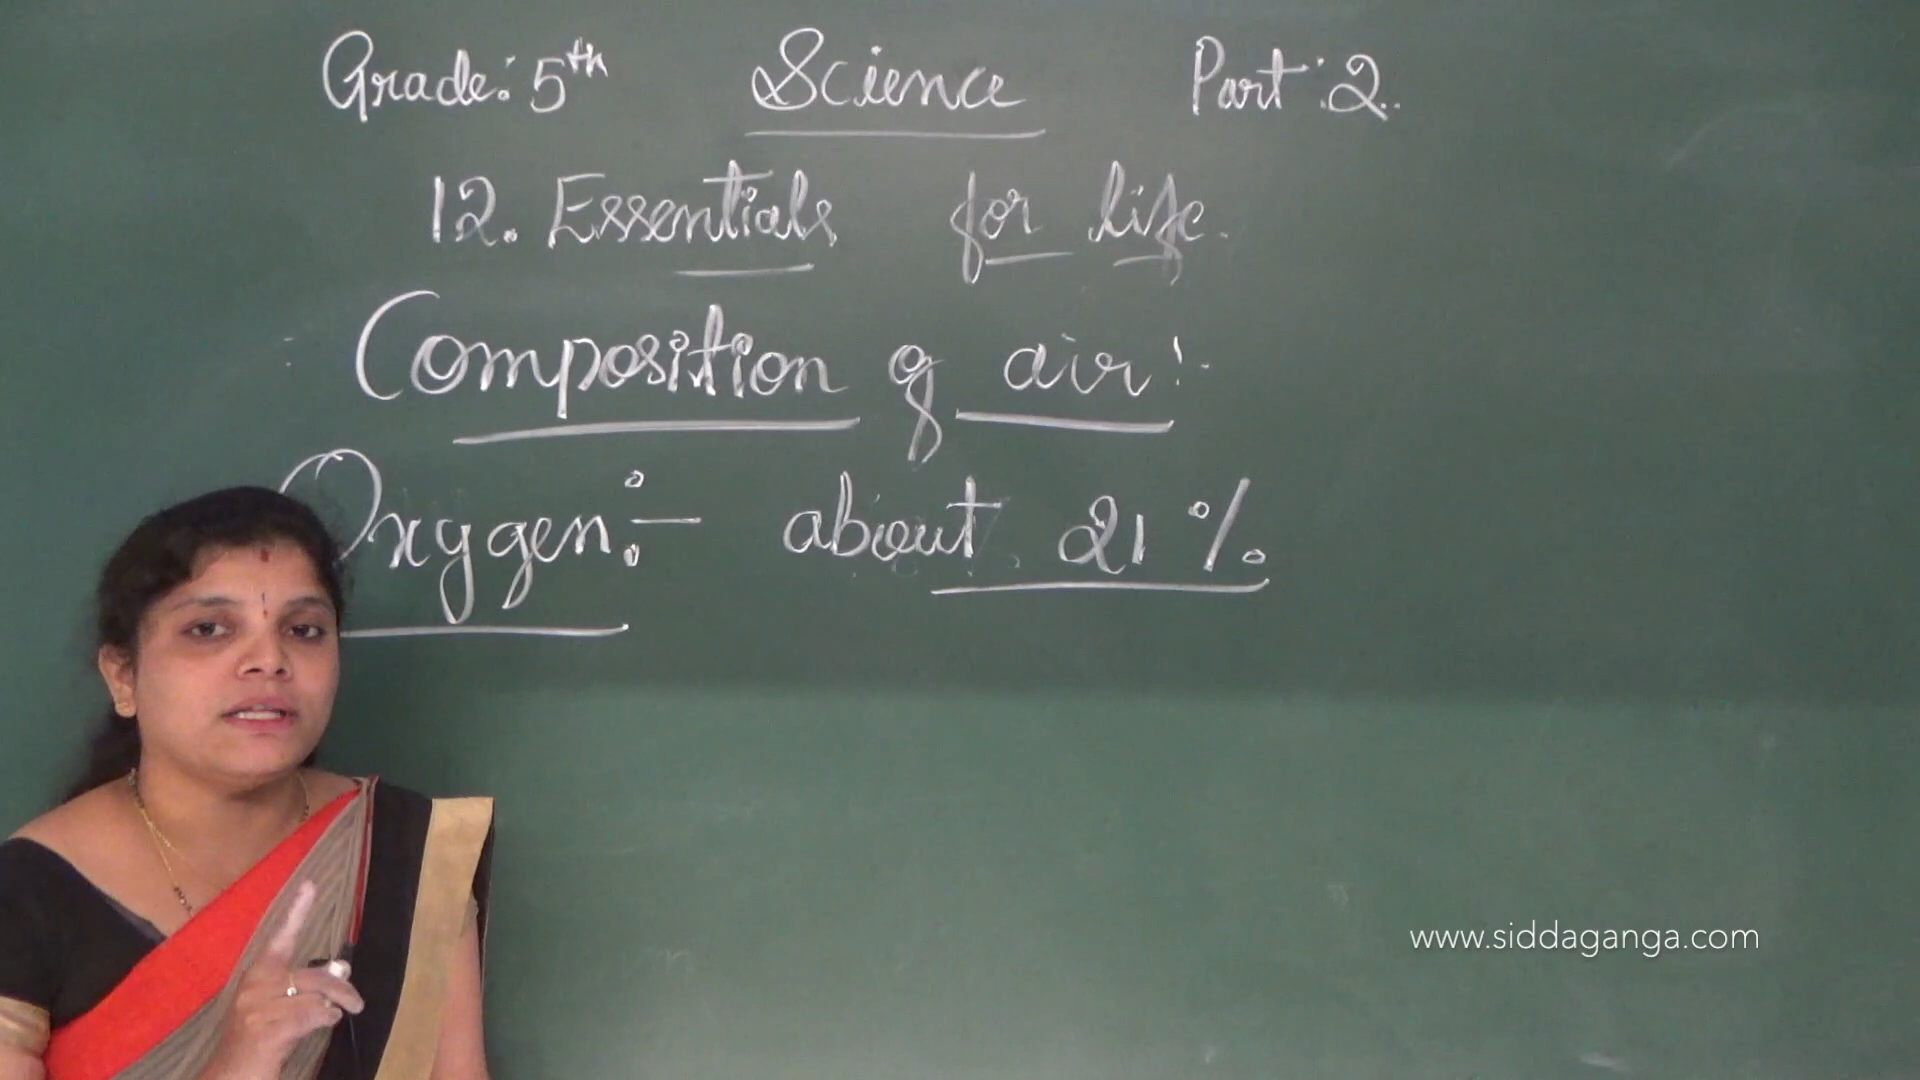 Grade: 5th Science Part: 2.
12. Essentials for life.
Composition of air:-
Oxygen:- about 21%.
www.siddaganga.com